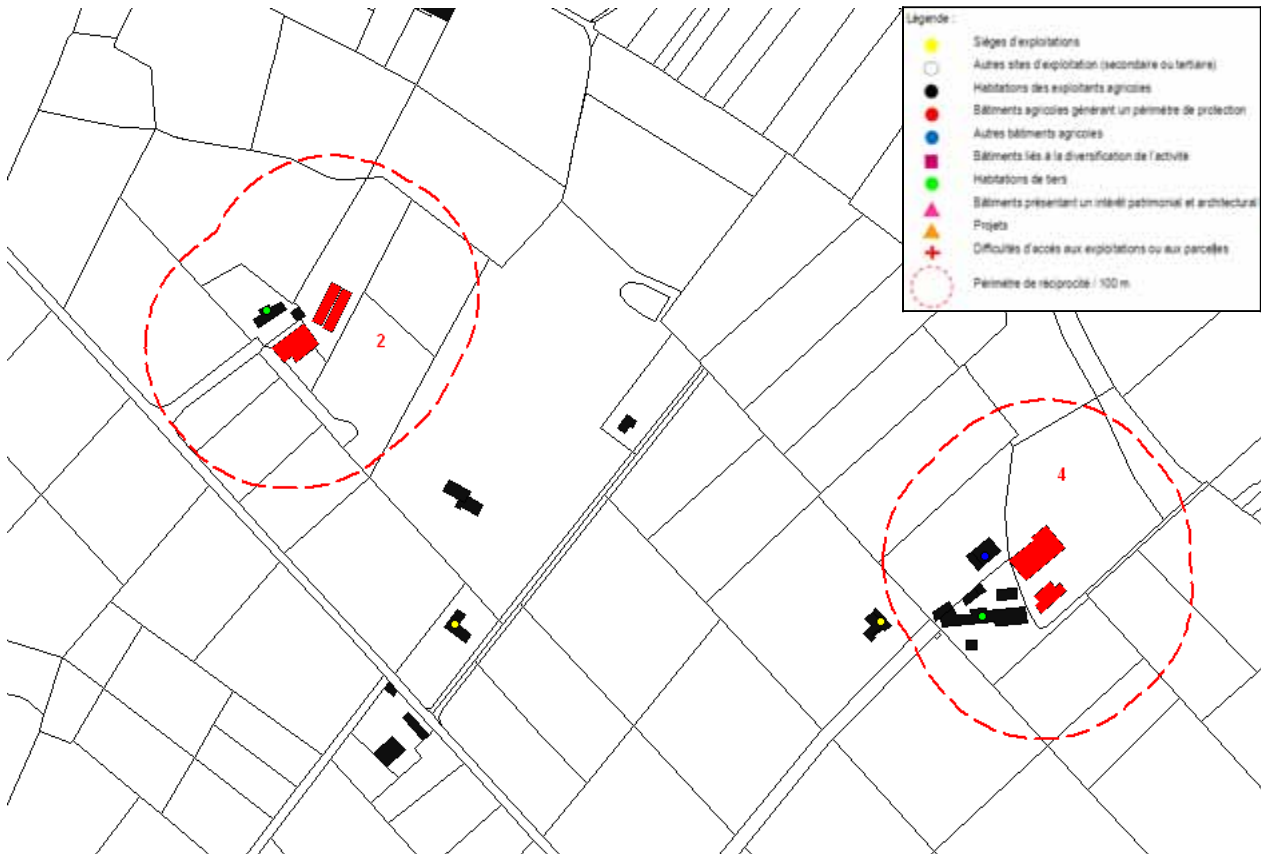 Légende :
Sièges d'exploitations
Autres sites d'exploitation (secondaire ou tertiaire)
Habitations des exploitants agricoles
Bâtiments agricoles générant un périmètre de protection
Autres bâtiments agricoles
Bâtiments liés à la diversification de l'activité
Habitations de tiers
Bâtiments présentant un intérêt patrimonial et architectural
Projets
Difficultés d'accès aux exploitations ou aux parcelles
Périmètre de réciprocité / 100 m
2
4